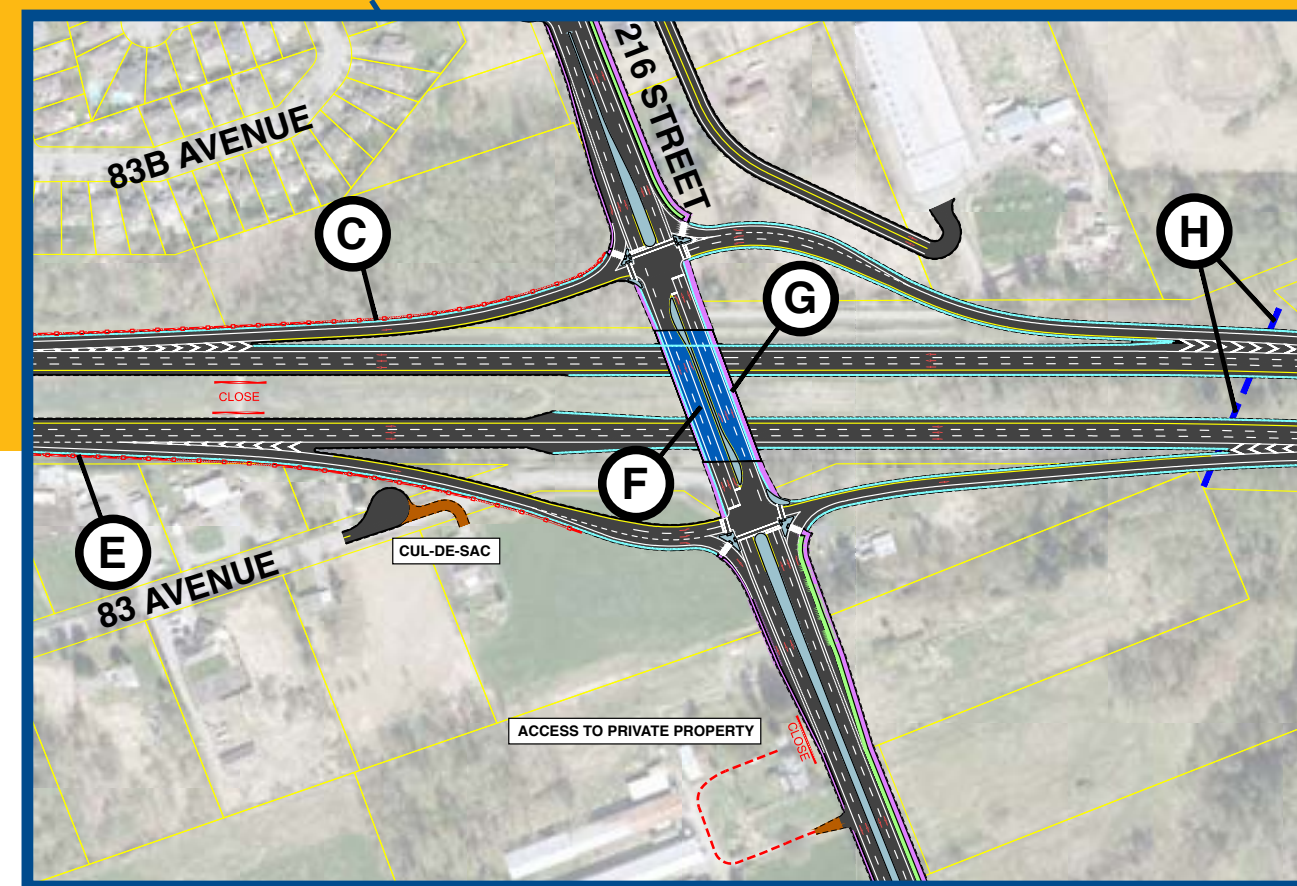 216 STREET
83B AVENUE
C
H
G
CLOSE
F
E
CUL-DE-SAC
83 AVENUE
ACCESS TO PRIVATE PROPERTY
CLOSE